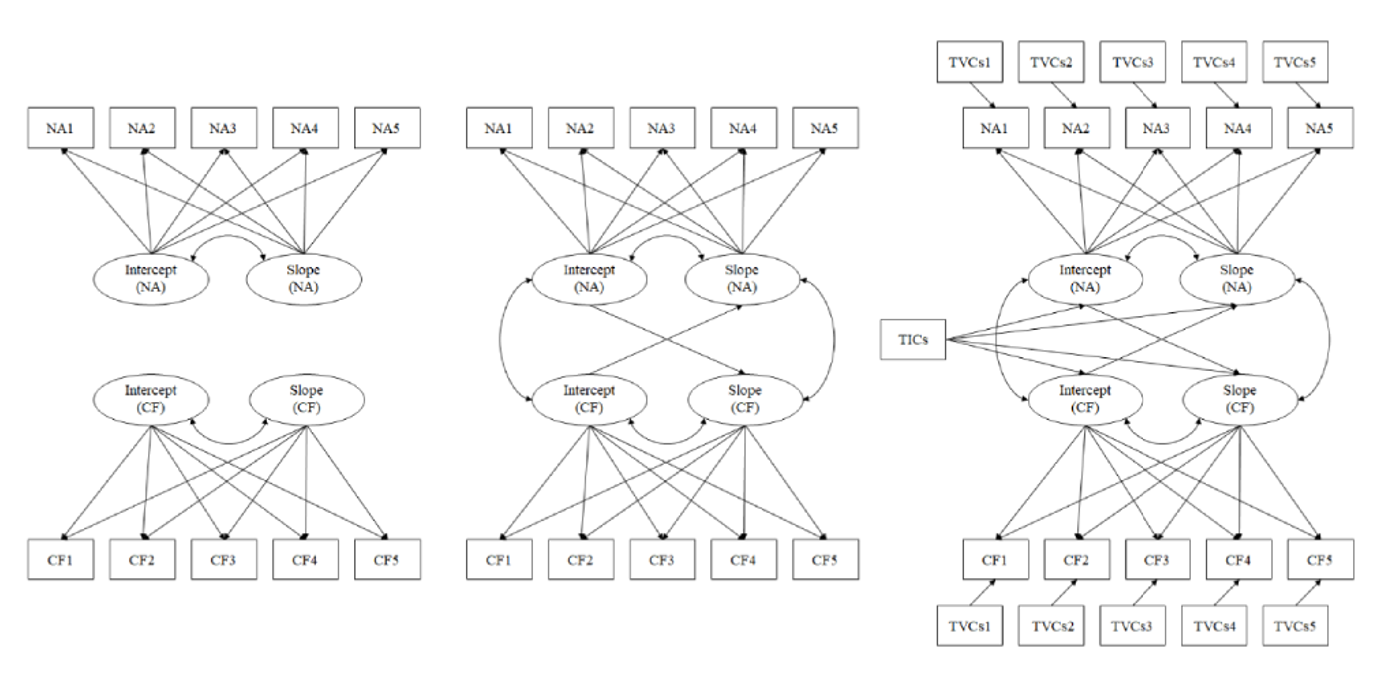 NA1 NA2 NA3 NA4 NA5
Intercept
(NA)
Slope
(NA)
Intercept
(CF)
Slope
(CF)
CF1 CF2 CF3 CF4 CF5
NA1 NA2 NA3 NA4 NA5
Intercept
(NA)
Slope
(NA)
Intercept
(CF)
Slope
(CF)
CF1 CF2 CF3 CF4 CF5
TVCs1 TVCs2 TVCs3 TVCs4 TVCs5
NA1 NA2 NA3 NA4 NA5
Intercept
(NA)
Slope
(NA)
TICs
Intercept
(CF)
Slope
(CF)
CF1 CF2 CF3 CF4 CF5
TVCs1 TVCs2 TVCs3 TVCs4 TVCs5